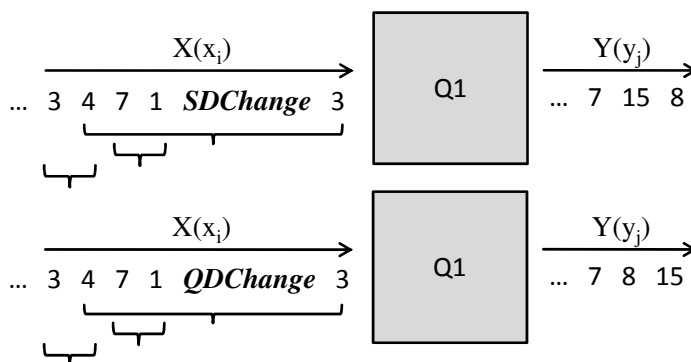 X(xᵢ) Y(yⱼ)
Q1
... 3 4 7 1 SDChange 3 ... 7 15 8
X(xᵢ) Y(yⱼ)
Q1
... 3 4 7 1 QDChange 3 ... 7 8 15